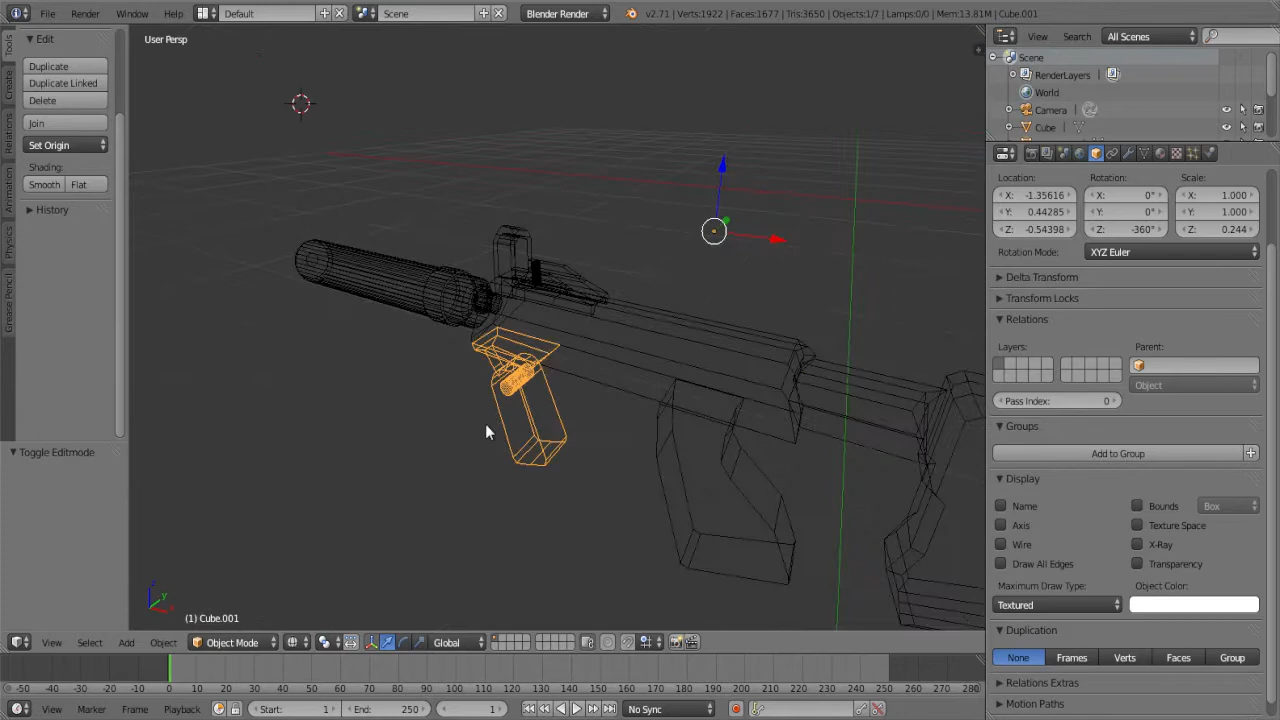 File Render Window Help Default Scene Blender Render v2.71 | Verts:1922 | Faces:1677 | Tris:3650 | Objects:1/7 | Lamps:0/0 | Mem:13.81M | Cube.001
Tools
Create
Relations
Animation
Physics
Grease Pencil
Edit
Duplicate
Duplicate Linked
Delete
Join
Set Origin
Shading:
Smooth Flat
History
Toggle Editmode
User Persp
z
y
x
(1) Cube.001
View Search All Scenes
Scene
RenderLayers
World
Camera
Cube
Location: Rotation: Scale:
X: -1.35616 X: 0° X: 1.000
Y: 0.44285 Y: 0° Y: 1.000
Z: -0.54398 Z: -360° Z: 0.244
Rotation Mode: XYZ Euler
Delta Transform
Transform Locks
Relations
Layers: Parent:
Object
Pass Index: 0
Groups
Add to Group
Display
Name Bounds Box
Axis Texture Space
Wire X-Ray
Draw All Edges Transparency
Maximum Draw Type: Object Color:
Textured
Duplication
None Frames Verts Faces Group
Relations Extras
Motion Paths
View Select Add Object Object Mode Global
-50 -40 -30 -20 -10 0 10 20 30 40 50 60 70 80 90 100 110 120 130 140 150 160 170 180 190 200 210 220 230 240 250 260 270 280
View Marker Frame Playback Start: 1 End: 250 1 No Sync